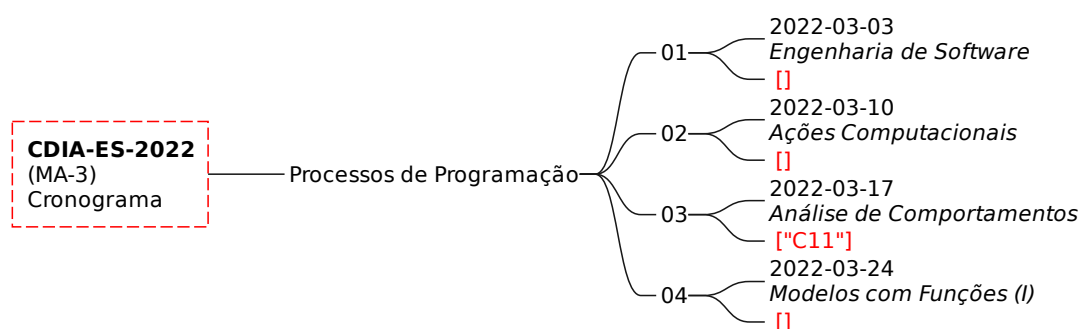 CDIA-ES-2022
(MA-3)
Cronograma
Processos de Programação
01
2022-03-03
Engenharia de Software
[]
02
2022-03-10
Ações Computacionais
[]
03
2022-03-17
Análise de Comportamentos
["C11"]
04
2022-03-24
Modelos com Funções (I)
[]